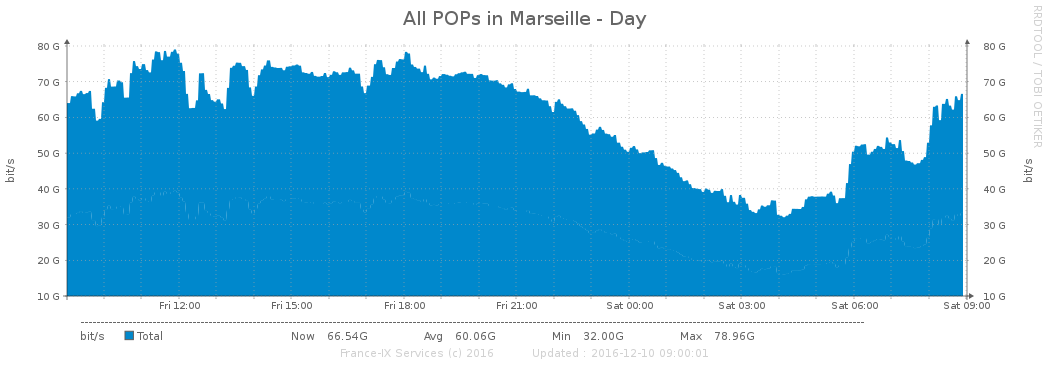 All POPs in Marseille - Day
RRDTOOL / TOBI OETIKER
80 G 80 G
70 G 70 G
60 G 60 G
50 G 50 G
40 G 40 G
30 G 30 G
20 G 20 G
10 G 10 G
bit/s bit/s
Fri 12:00 Fri 15:00 Fri 18:00 Fri 21:00 Sat 00:00 Sat 03:00 Sat 06:00 Sat 09:00
bit/s Total Now 66.54G Avg 60.06G Min 32.00G Max 78.96G
France-IX Services (c) 2016 Updated : 2016-12-10 09:00:01